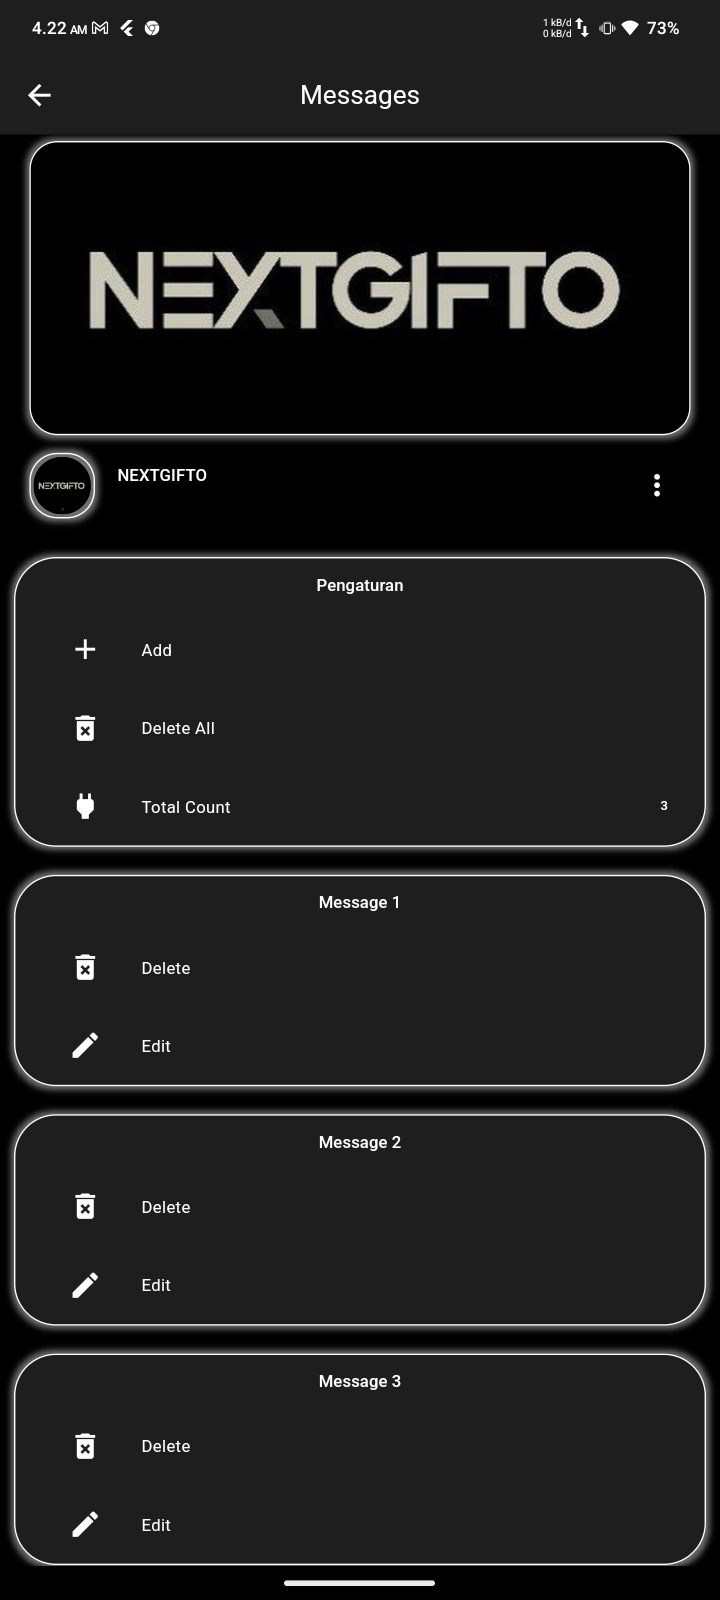 4.22 AM
1 kB/d
0 kB/d
73%
Messages
NEXTGIFTO
NEXTGIFTO
NEXTGIFTO
Pengaturan
Add
Delete All
Total Count 3
Message 1
Delete
Edit
Message 2
Delete
Edit
Message 3
Delete
Edit